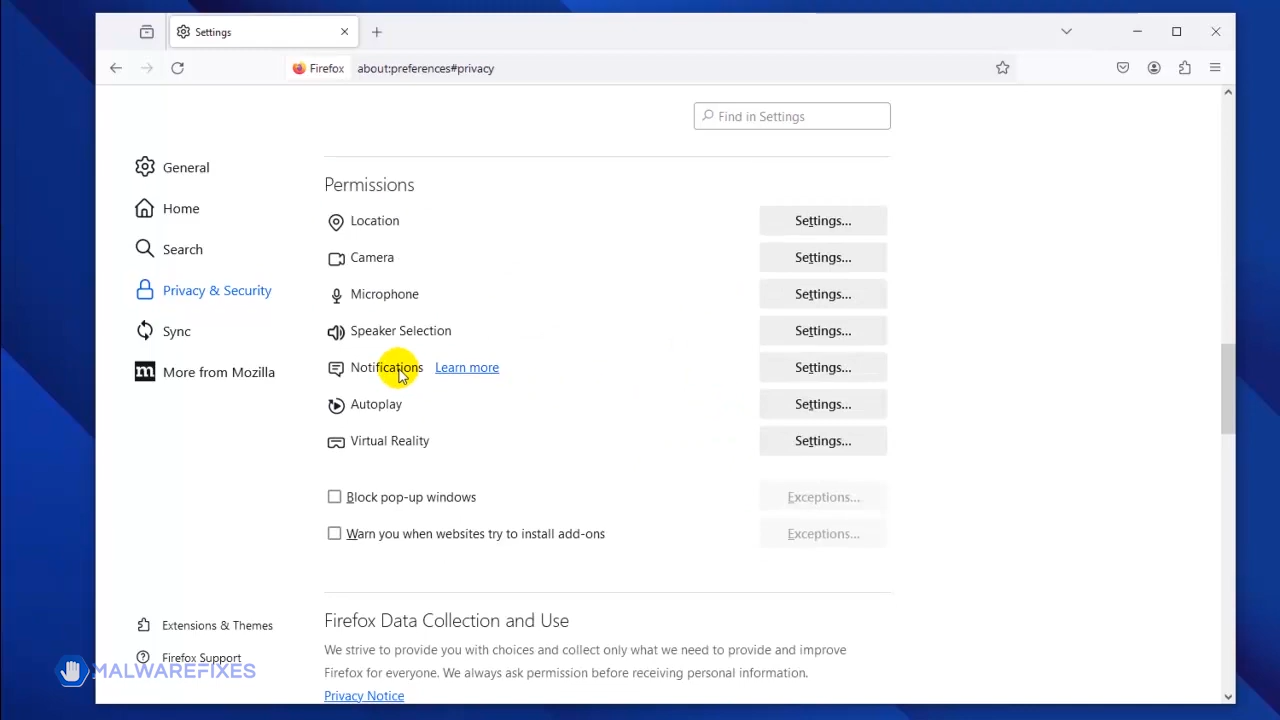 Settings
Firefox
about:preferences#privacy
Find in Settings
General
Home
Search
Privacy & Security
Sync
More from Mozilla
Extensions & Themes
Firefox Support
MALWAREFIXES
Permissions
Location
Settings...
Camera
Settings...
Microphone
Settings...
Speaker Selection
Settings...
Notifications Learn more
Settings...
Autoplay
Settings...
Virtual Reality
Settings...
Block pop-up windows
Exceptions...
Warn you when websites try to install add-ons
Exceptions...
Firefox Data Collection and Use
We strive to provide you with choices and collect only what we need to provide and improve
Firefox for everyone. We always ask permission before receiving personal information.
Privacy Notice